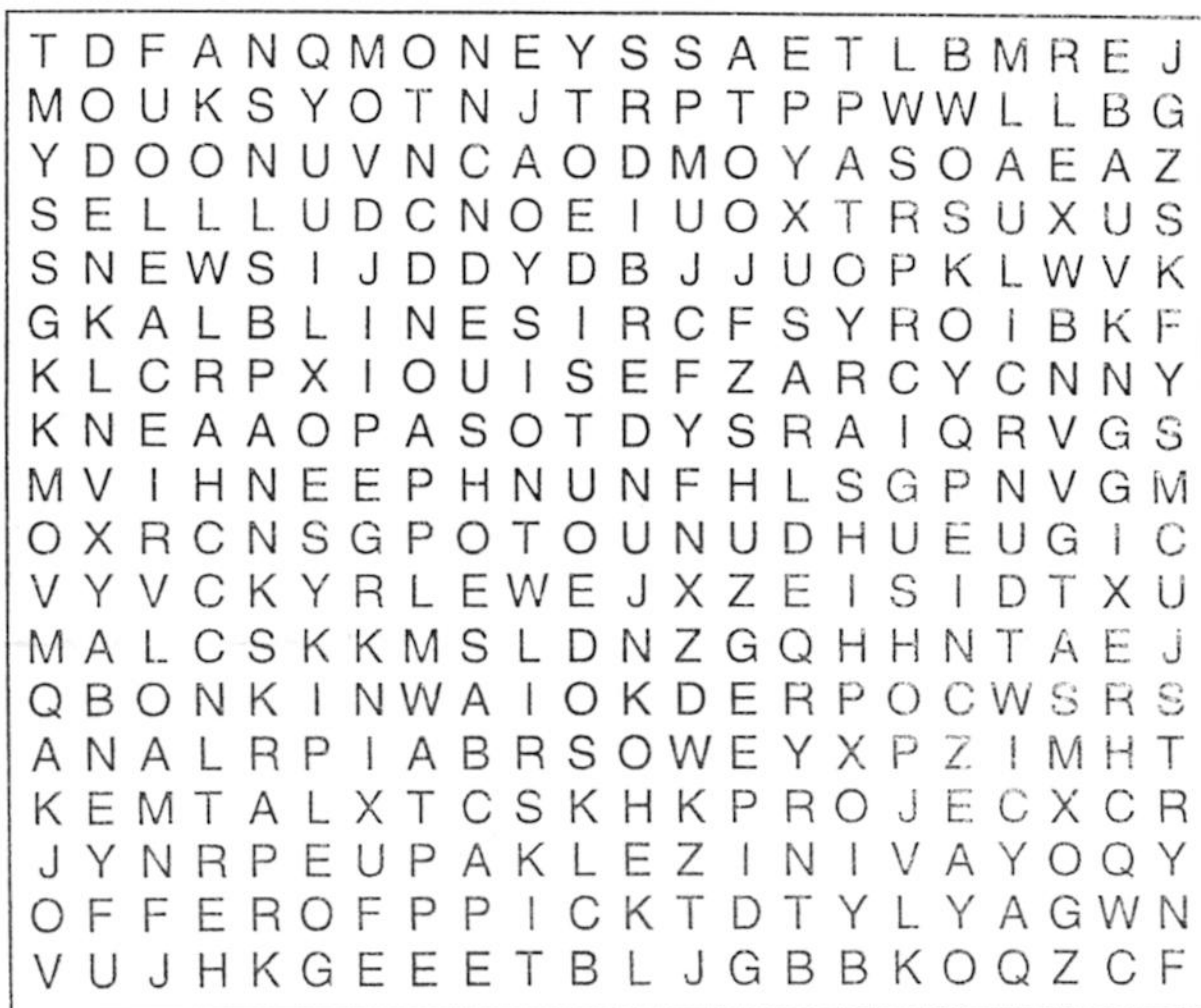 T D F A N Q M O N E Y S S A E T L B M R E J
M O U K S Y O T N J T R P T P P W W L L B G
Y D O O N U V N C A O D M O Y A S O A E A Z
S E L L L U D C N O E I U O X T R S U X U S
S N E W S I J D D Y D B J J U O P K L W V K
G K A L B L I N E S I R C F S Y R O I B K F
K L C R P X I O U I S E F Z A R C Y C N N Y
K N E A A O P A S O T D Y S R A I Q R V G S
M V I H N E E P H N U N F H L S G P N V G M
O X R C N S G P O T O U N U D H U E U G I C
V Y V C K Y R L E W E J X Z E I S I D T X U
M A L C S K K M S L D N Z G Q H H N T A E J
Q B O N K I N W A I O K D E R P O C W S R S
A N A L R P I A B R S O W E Y X P Z I M H T
K E M T A L X T C S K H K P R O J E C X C R
J Y N R P E U P A K L E Z I N I V A Y O Q Y
O F F E R O F P P I C K T D T Y L Y A G W N
V U J H K G E E E T B L J G B B K O Q Z C F